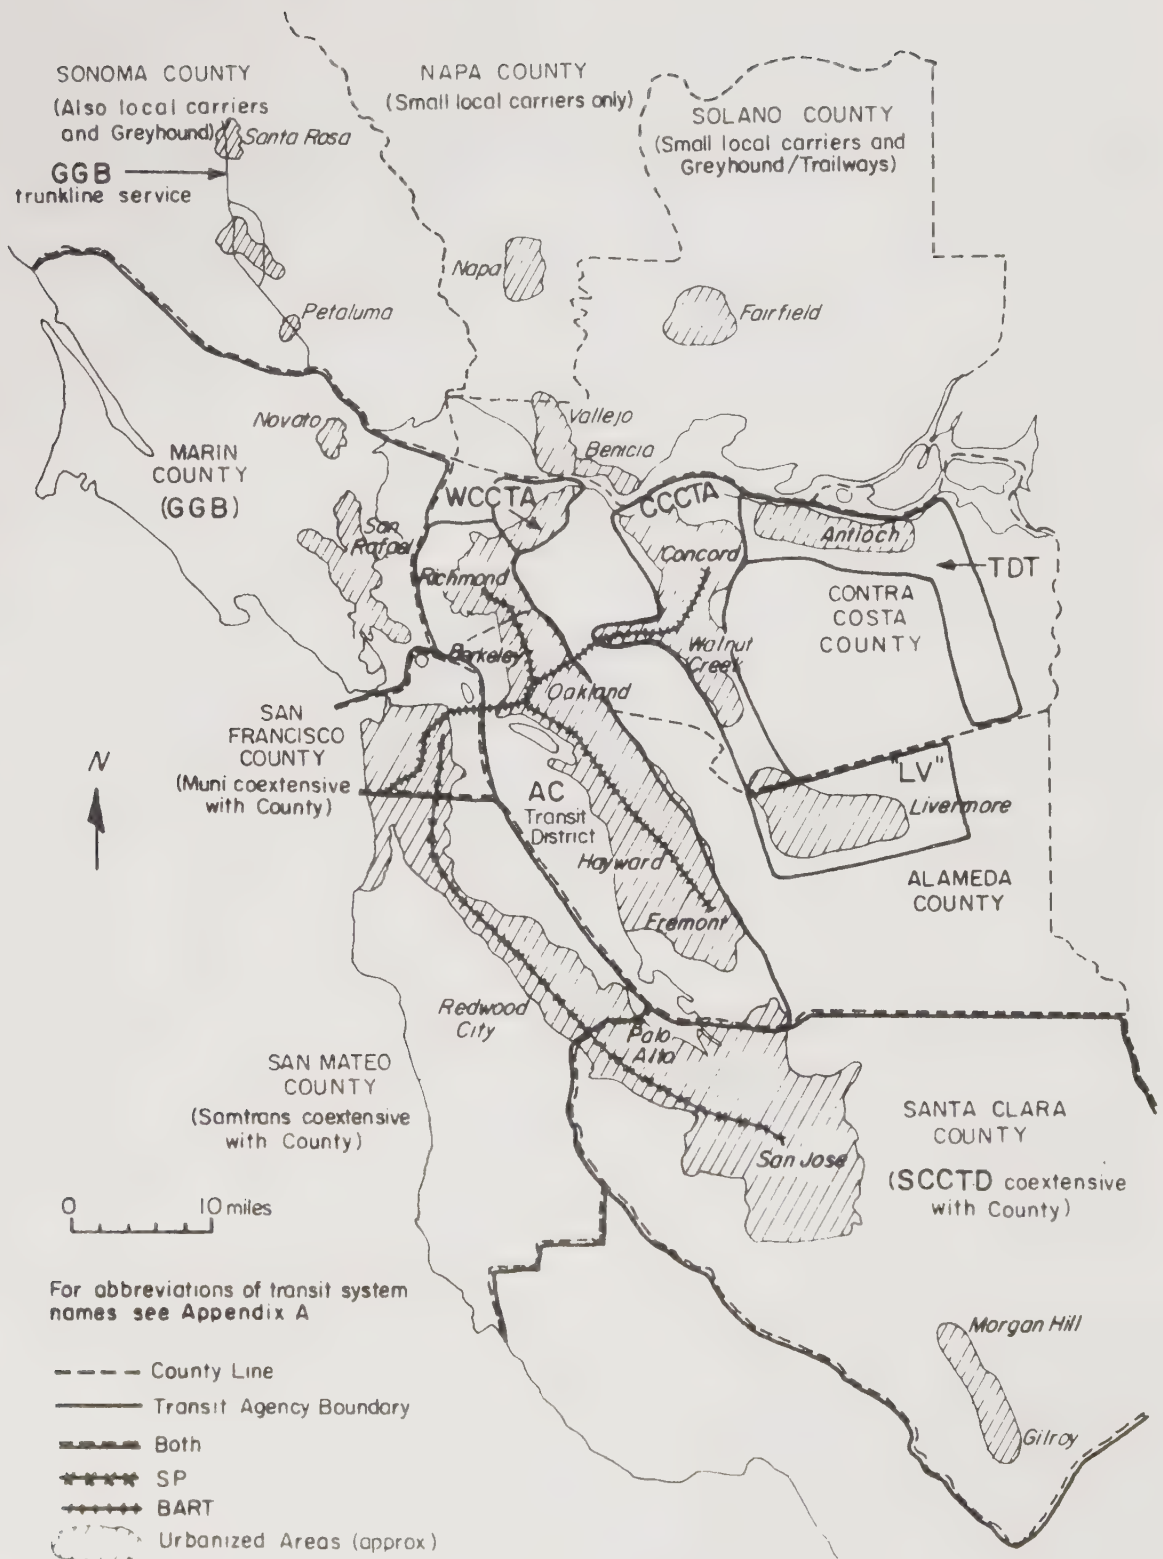 SONOMA COUNTY
(Also local carriers
and Greyhound)
Santa Rosa
GGB
trunkline service
NAPA COUNTY
(Small local carriers only)
SOLANO COUNTY
(Small local carriers and
Greyhound/Trailways)
Napa
Fairfield
Petaluma
Novato
Vallejo
Benicia
MARIN
COUNTY
(GGB)
WCCTA
CCCTA
San
Rafael
Antioch
Concord
Richmond
TDT
CONTRA
COSTA
COUNTY
Berkeley
Walnut
Creek
Oakland
SAN
FRANCISCO
COUNTY
(Muni coextensive
with County)
N
"LV"
Livermore
AC
Transit
District
Hayward
ALAMEDA
COUNTY
Fremont
Redwood
City
Palo
Alto
SAN MATEO
COUNTY
(Samtrans coextensive
with County)
SANTA CLARA
COUNTY
San Jose
(SCCTD coextensive
with County)
0 10 miles
For abbreviations of transit system
names see Appendix A
Morgan Hill
Gilroy
County Line
Transit Agency Boundary
Both
SP
BART
Urbanized Areas (approx)